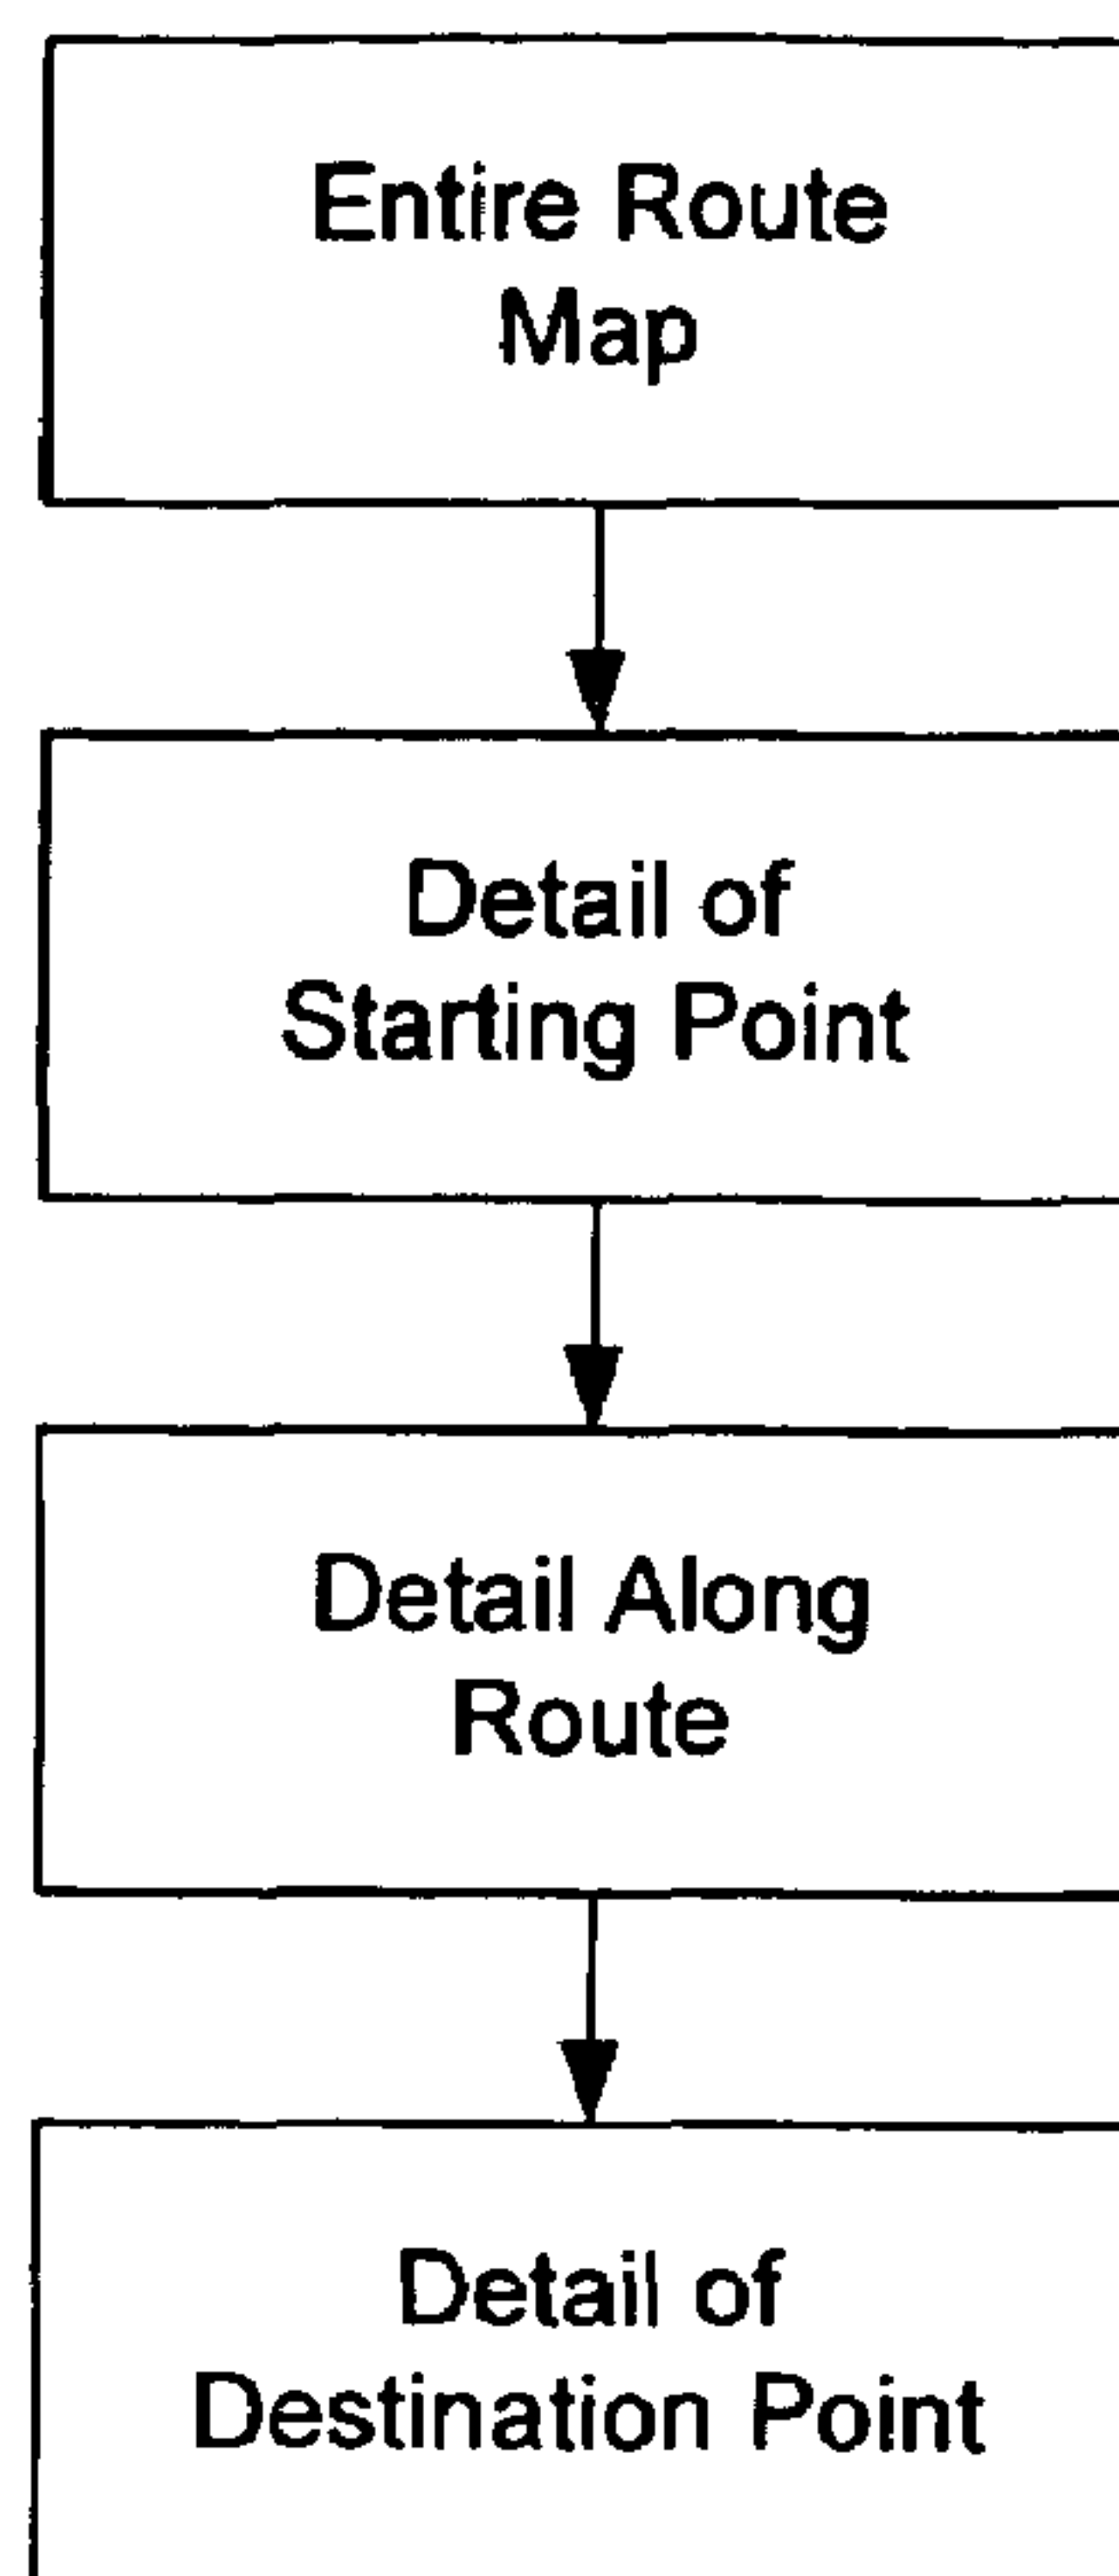 Entire Route
Map
Detail of
Starting Point
Detail Along
Route
Detail of
Destination Point